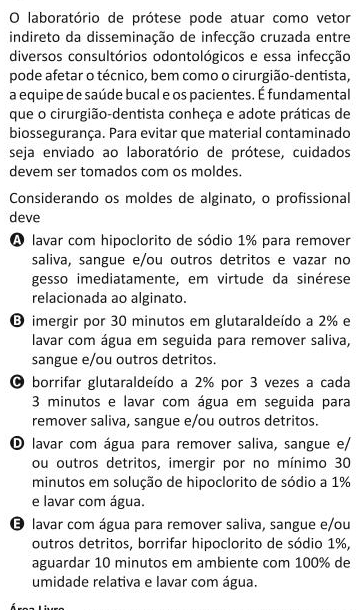 O laboratório de prótese pode atuar como vetor
indireto da disseminação de infecção cruzada entre
diversos consultórios odontológicos e essa infecção
pode afetar o técnico, bem como o cirurgião-dentista,
a equipe de saúde bucal e os pacientes. É fundamental
que o cirurgião-dentista conheça e adote práticas de
biossegurança. Para evitar que material contaminado
seja enviado ao laboratório de prótese, cuidados
devem ser tomados com os moldes.
Considerando os moldes de alginato, o profissional
deve
A lavar com hipoclorito de sódio 1% para remover
saliva, sangue e/ou outros detritos e vazar no
gesso imediatamente, em virtude da sinérese
relacionada ao alginato.
B imergir por 30 minutos em glutaraldeído a 2% e
lavar com água em seguida para remover saliva,
sangue e/ou outros detritos.
C borrifar glutaraldeído a 2% por 3 vezes a cada
3 minutos e lavar com água em seguida para
remover saliva, sangue e/ou outros detritos.
D lavar com água para remover saliva, sangue e/
ou outros detritos, imergir por no mínimo 30
minutos em solução de hipoclorito de sódio a 1%
e lavar com água.
E lavar com água para remover saliva, sangue e/ou
outros detritos, borrifar hipoclorito de sódio 1%,
aguardar 10 minutos em ambiente com 100% de
umidade relativa e lavar com água.
Área Livre